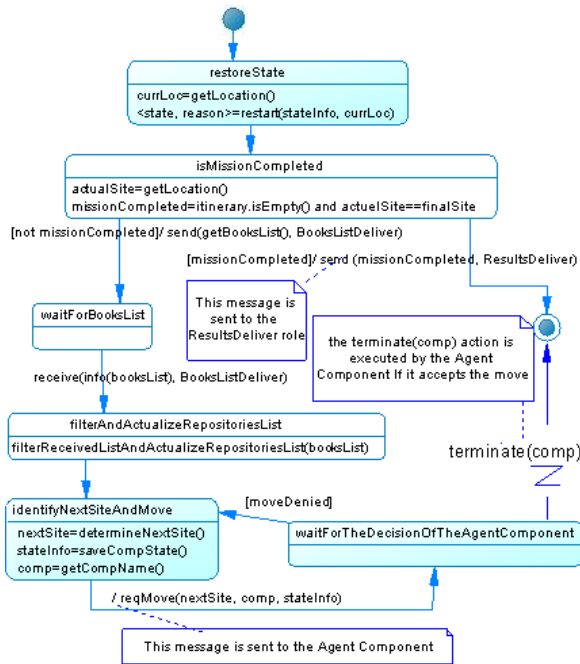 restoreState
currLoc=getLocation()
<state, reason>=restart(stateInfo, currLoc)
isMissionCompleted
actualSite=getLocation()
missionCompleted=itinerary.isEmpty() and actuelSite==finalSite
[not missionCompleted]/ send(getBooksList(), BooksListDeliver)
[missionCompleted]/ send (missionCompleted, ResultsDeliver)
This message is
sent to the
ResultsDeliver role
waitForBooksList
the terminate(comp) action is
executed by the Agent
Component If it accepts the move
receive(info(booksList), BooksListDeliver)
filterAndActualizeRepositoriesList
filterReceivedListAndActualizeRepositoriesList(booksList)
terminate(comp)
identifyNextSiteAndMove
nextSite=determineNextSite()
stateInfo=saveCompState()
comp=getCompName()
[moveDenied]
waitForTheDecisionOfTheAgentComponent
/ reqMove(nextSite, comp, stateInfo)
This message is sent to the Agent Component